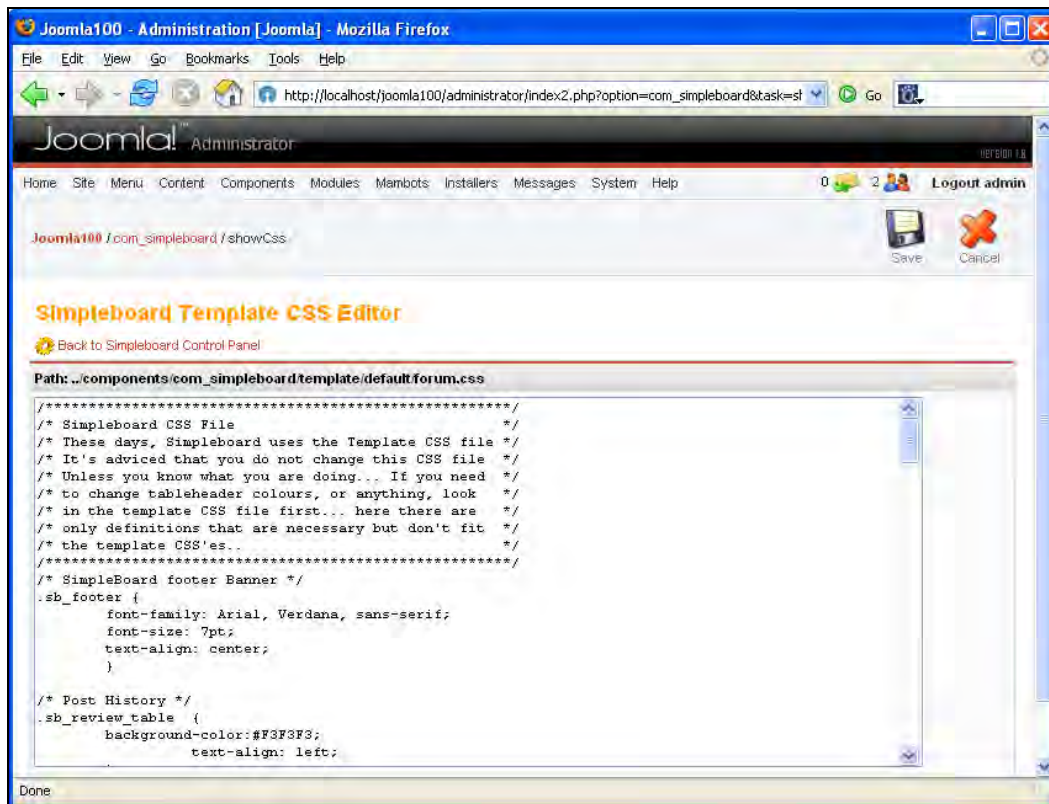 Joomla100 - Administration [Joomla] - Mozilla Firefox
File Edit View Go Bookmarks Tools Help
http://localhost/joomla100/administrator/index2.php?option=com_simpleboard&task=sl Go
Joomla! ™ Administrator
version 1.8
Home Site Menu Content Components Modules Mambots Installers Messages System Help 0 2 Logout admin
Joomla100 / com_simpleboard / showCss
Save Cancel
Simpleboard Template CSS Editor
Back to Simpleboard Control Panel
Path: ../components/com_simpleboard/template/default/forum.css
/******************************************************/
/* Simpleboard CSS File */
/* These days, Simpleboard uses the Template CSS file */
/* It's adviced that you do not change this CSS file */
/* Unless you know what you are doing... If you need */
/* to change tableheader colours, or anything, look */
/* in the template CSS file first... here there are */
/* only definitions that are necessary but don't fit */
/* the template CSS'es.. */
/******************************************************/
/* SimpleBoard footer Banner */
.sb_footer {
font-family: Arial, Verdana, sans-serif;
font-size: 7pt;
text-align: center;
}
/* Post History */
.sb_review_table {
background-color:#F3F3F3;
text-align: left;
Done